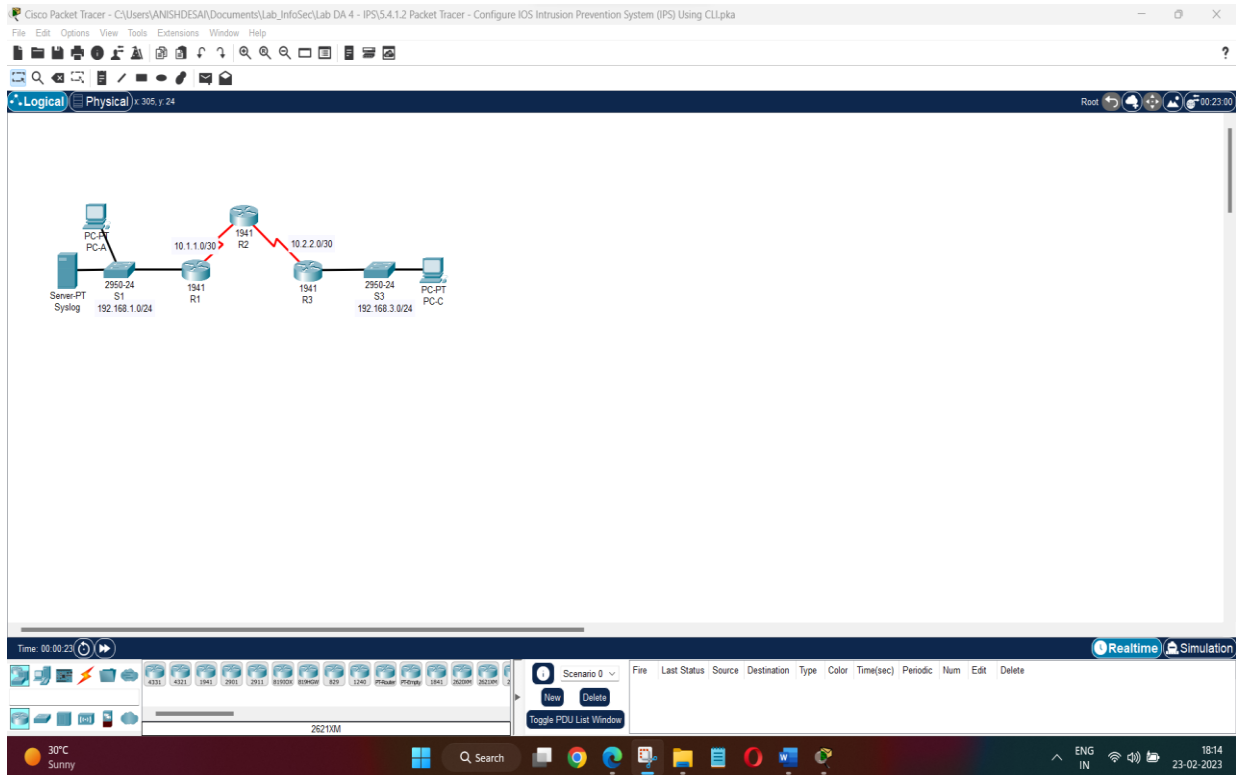 Cisco Packet Tracer - C:\Users\ANISHDESAI\Documents\Lab_InfoSec\Lab DA 4 - IPS\5.4.1.2 Packet Tracer - Configure IOS Intrusion Prevention System (IPS) Using CLI.pka
File Edit Options View Tools Extensions Window Help
?
Logical Physical x: 305, y: 24 Root 00:23:00
PC-PT
PC-A
10.1.1.0/30
1941
R2
10.2.2.0/30
Server-PT
Syslog
2950-24
S1
192.168.1.0/24
1941
R1
1941
R3
2950-24
S3
192.168.3.0/24
PC-PT
PC-C
Time: 00:00:23 Realtime Simulation
4331 4321 1941 2901 2911 819IOX 819HGW 829 1240 PT-Router PT-Empty 1841 2620XM 2621XM 2
2621XM
Scenario 0
New Delete
Toggle PDU List Window
Fire Last Status Source Destination Type Color Time(sec) Periodic Num Edit Delete
30°C
Sunny
Search
ENG
IN
18:14
23-02-2023